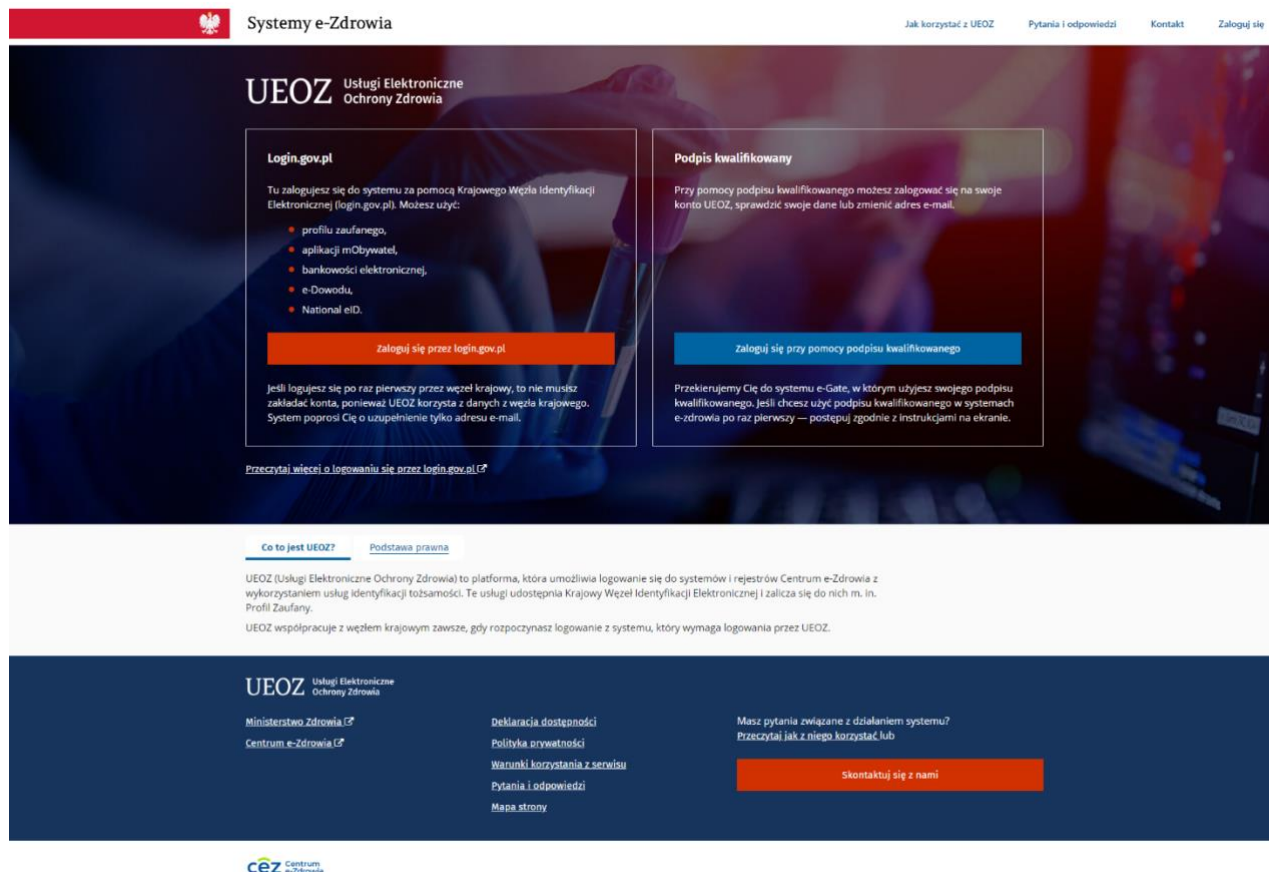 Systemy e-Zdrowia
Jak korzystać z UEOZ
Pytania i odpowiedzi
Kontakt
Zaloguj się
UEOZ Usługi Elektroniczne
Ochrony Zdrowia
Login.gov.pl
Tu zalogujesz się do systemu za pomocą Krajowego Węzła Identyfikacji
Elektronicznej (login.gov.pl). Możesz użyć:
profilu zaufanego,
aplikacji mObywatel,
bankowości elektronicznej,
e-Dowodu,
National eID.
Zaloguj się przez login.gov.pl
Jeśli logujesz się po raz pierwszy przez węzeł krajowy, to nie musisz
zakładać konta, ponieważ UEOZ korzysta z danych z węzła krajowego.
System poprosi Cię o uzupełnienie tylko adresu e-mail.
Podpis kwalifikowany
Przy pomocy podpisu kwalifikowanego możesz zalogować się na swoje
konto UEOZ, sprawdzić swoje dane lub zmienić adres e-mail.
Zaloguj się przy pomocy podpisu kwalifikowanego
Przekierujemy Cię do systemu e-Gate, w którym użyjesz swojego podpisu
kwalifikowanego. Jeśli chcesz użyć podpisu kwalifikowanego w systemach
e-zdrowia po raz pierwszy — postępuj zgodnie z instrukcjami na ekranie.
Przeczytaj więcej o logowaniu się przez login.gov.pl
Co to jest UEOZ?
Podstawa prawna
UEOZ (Usługi Elektroniczne Ochrony Zdrowia) to platforma, która umożliwia logowanie się do systemów i rejestrów Centrum e-Zdrowia z
wykorzystaniem usług identyfikacji tożsamości. Te usługi udostępnia Krajowy Węzeł Identyfikacji Elektronicznej i zalicza się do nich m. in.
Profil Zaufany.
UEOZ współpracuje z węzłem krajowym zawsze, gdy rozpoczynasz logowanie z systemu, który wymaga logowania przez UEOZ.
UEOZ Usługi Elektroniczne
Ochrony Zdrowia
Ministerstwo Zdrowia
Centrum e-Zdrowia
Deklaracja dostępności
Polityka prywatności
Warunki korzystania z serwisu
Pytania i odpowiedzi
Mapa strony
Masz pytania związane z działaniem systemu?
Przeczytaj jak z niego korzystać lub
Skontaktuj się z nami
cez Centrum
e-Zdrowia